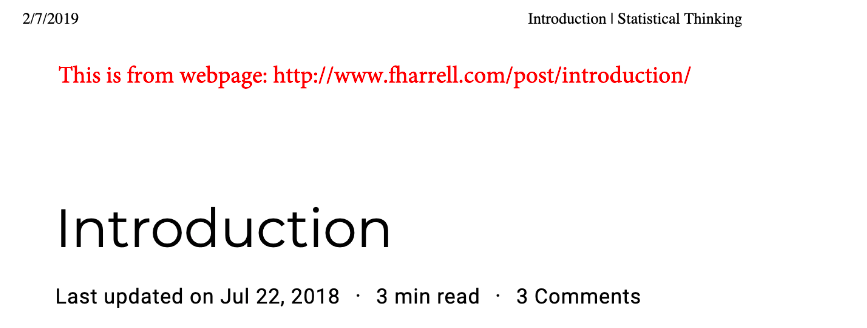 2/7/2019 Introduction | Statistical Thinking
This is from webpage: http://www.fharrell.com/post/introduction/
Introduction
Last updated on Jul 22, 2018 · 3 min read · 3 Comments